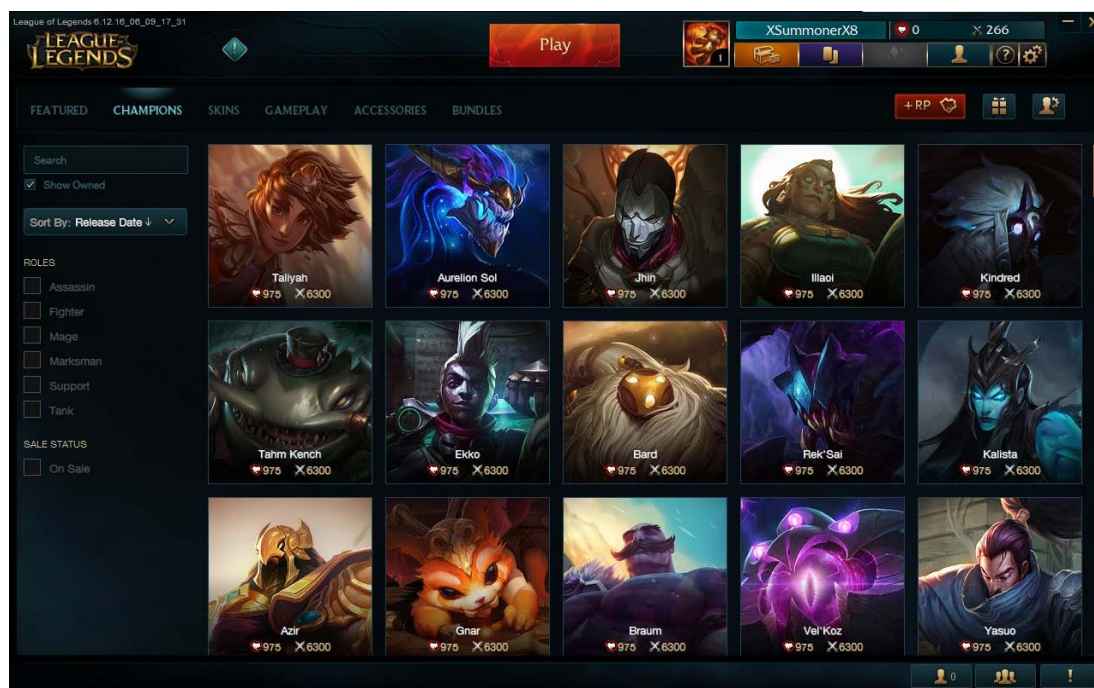 League of Legends 6.12.16_06_09_17_31
LEAGUE of LEGENDS
Play
1
XSummonerX8
0
266
?
FEATURED CHAMPIONS SKINS GAMEPLAY ACCESSORIES BUNDLES
+RP
Search
Show Owned
Sort By: Release Date ↓
ROLES
Assassin
Fighter
Mage
Marksman
Support
Tank
SALE STATUS
On Sale
Taliyah
975 6300
Aurelion Sol
975 6300
Jhin
975 6300
Illaoi
975 6300
Kindred
975 6300
Tahm Kench
975 6300
Ekko
975 6300
Bard
975 6300
Rek'Sai
975 6300
Kalista
975 6300
Azir
975 6300
Gnar
975 6300
Braum
975 6300
Vel'Koz
975 6300
Yasuo
975 6300
0
!